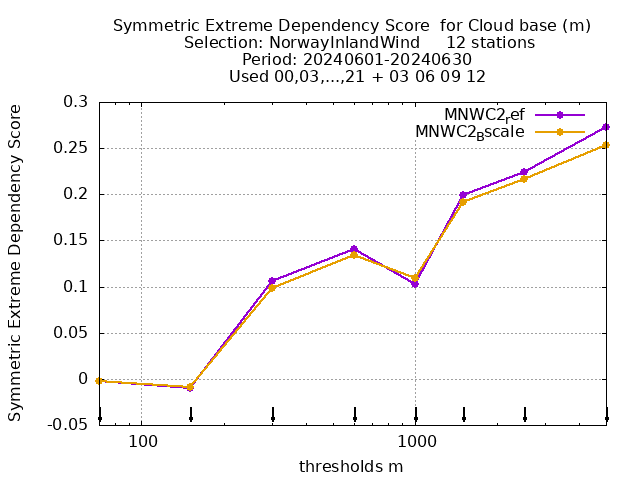 Symmetric Extreme Dependency Score  for Cloud base (m)
Selection: NorwayInlandWind     12 stations
Period: 20240601-20240630
Used 00,03,...,21 + 03 06 09 12
Symmetric Extreme Dependency Score
0.3
0.25
0.2
0.15
0.1
0.05
0
-0.05
MNWC2ref
MNWC2Bscale
100
1000
thresholds m